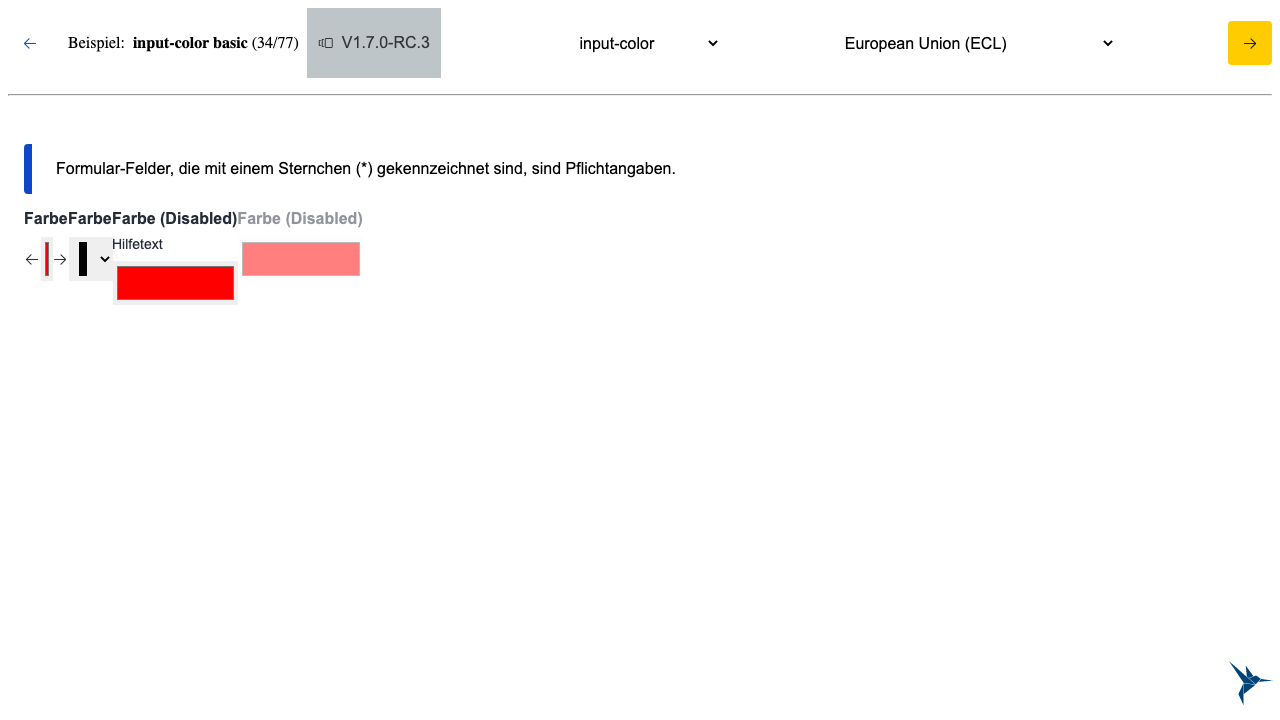 Beispiel: input-color basic (34/77) V1.7.0-RC.3 input-color European Union (ECL)
Formular-Felder, die mit einem Sternchen (*) gekennzeichnet sind, sind Pflichtangaben.
FarbeFarbeFarbe (Disabled)Farbe (Disabled)
Hilfetext